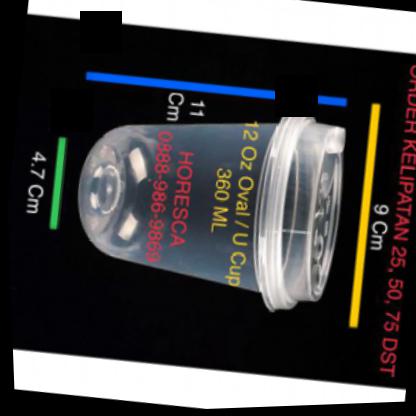 ORDER KELIPATAN 25, 50, 75 DST
9 Cm
12 Oz Oval / U Cup
360 ML
11
Cm
HORESCA
0888-986-9869
4.7 Cm